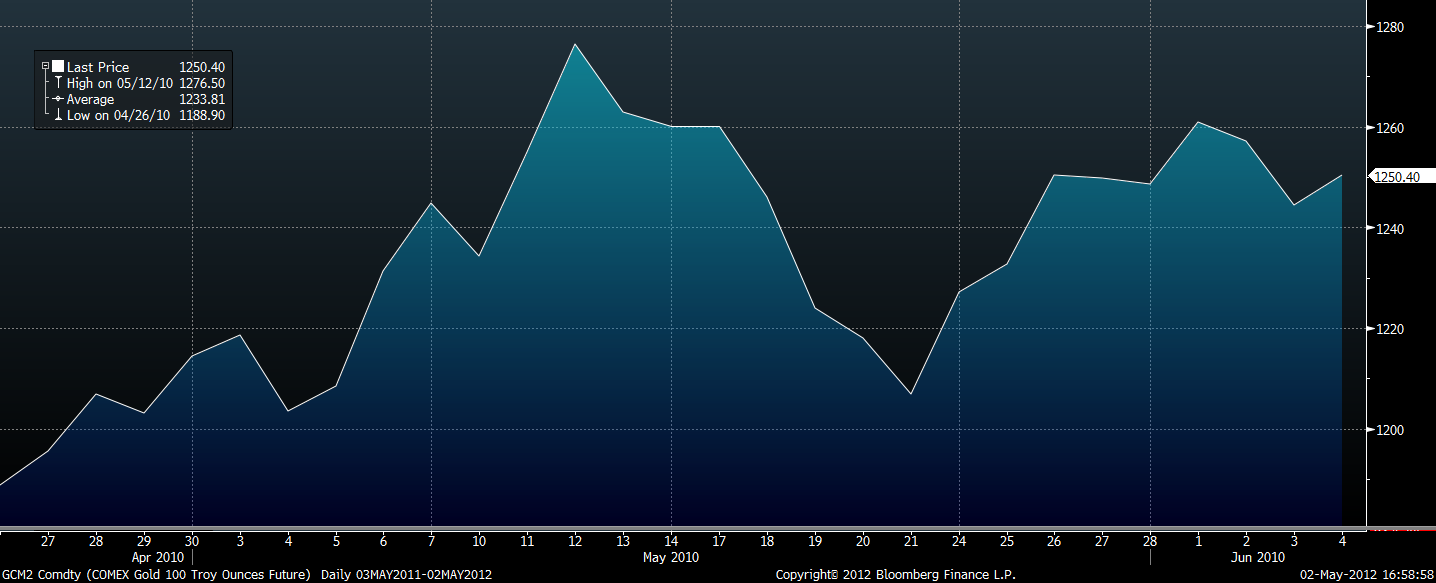 1280
Last Price 1250.40
High on 05/12/10 1276.50
Average 1233.81
Low on 04/26/10 1188.90
1260
1250.40
1240
1220
1200
27 28 29 30 3 4 5 6 7 10 11 12 13 14 17 18 19 20 21 24 25 26 27 28 1 2 3 4
Apr 2010 May 2010 Jun 2010
GCM2 Comdty (COMEX Gold 100 Troy Ounces Future) Daily 03MAY2011-02MAY2012 Copyright© 2012 Bloomberg Finance L.P. 02-May-2012 16:58:58